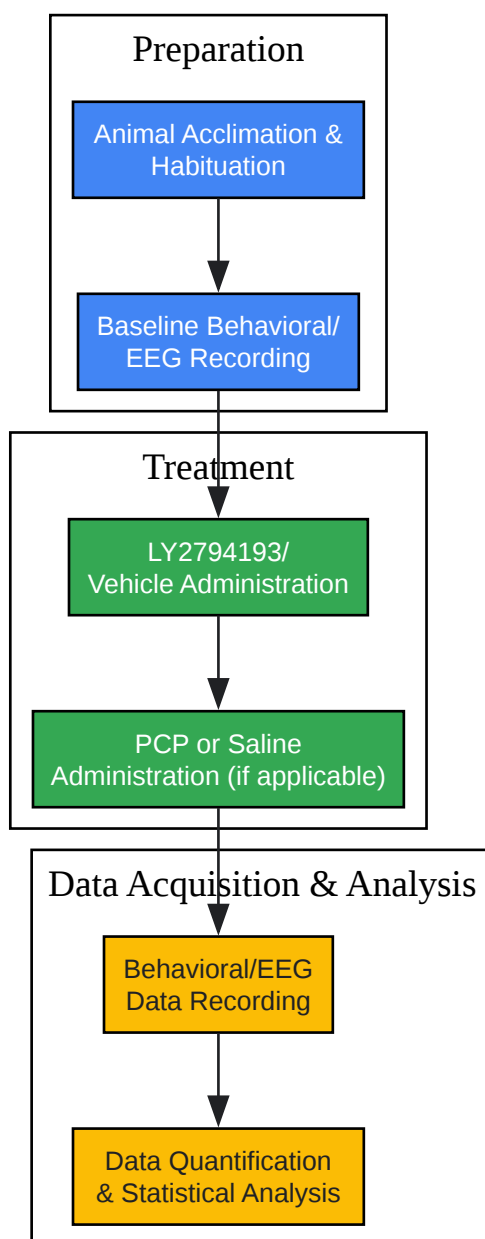 Preparation
Animal Acclimation &
Habituation
Baseline Behavioral/
EEG Recording
Treatment
LY2794193/
Vehicle Administration
PCP or Saline
Administration (if applicable)
Data Acquisition & Analysis
Behavioral/EEG
Data Recording
Data Quantification
& Statistical Analysis